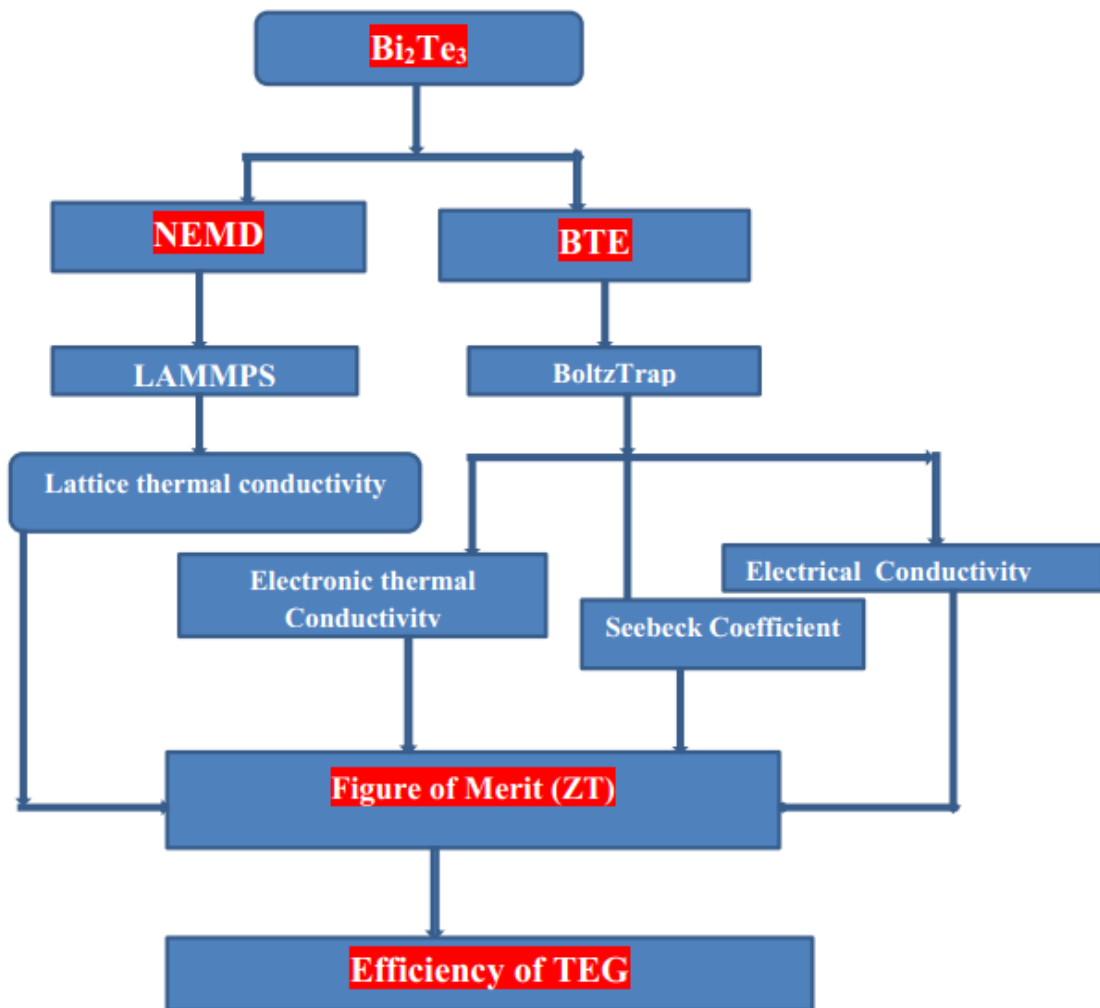 Bi₂Te₃
NEMD
BTE
LAMMPS
BoltzTrap
Lattice thermal conductivity
Electronic thermal
Conductivity
Electrical Conductivity
Seebeck Coefficient
Figure of Merit (ZT)
Efficiency of TEG